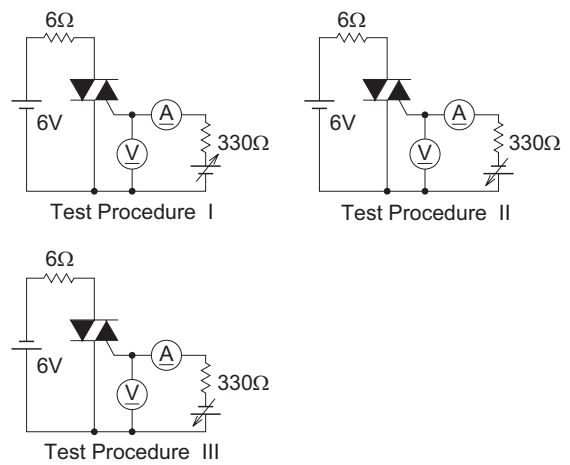 6Ω
6V
A
V
330Ω
Test Procedure I
6Ω
6V
A
V
330Ω
Test Procedure II
6Ω
6V
A
V
330Ω
Test Procedure III